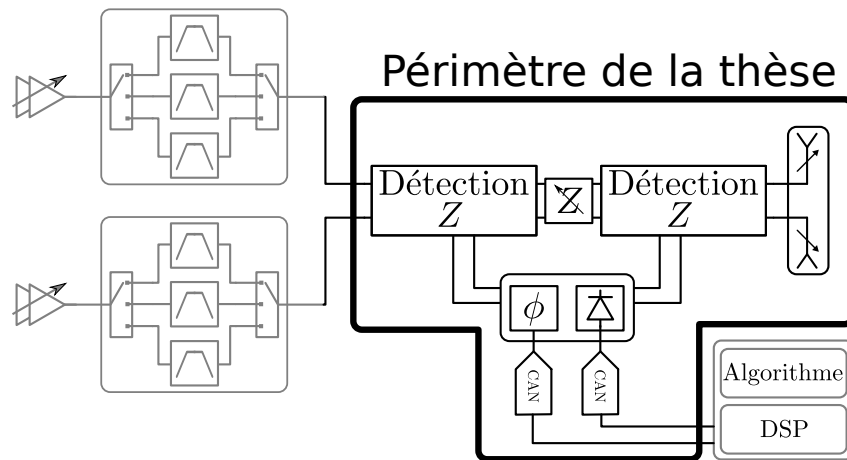 Périmètre de la thèse
Détection
Z
Z
Détection
Z
ϕ
CAN
CAN
Algorithme
DSP